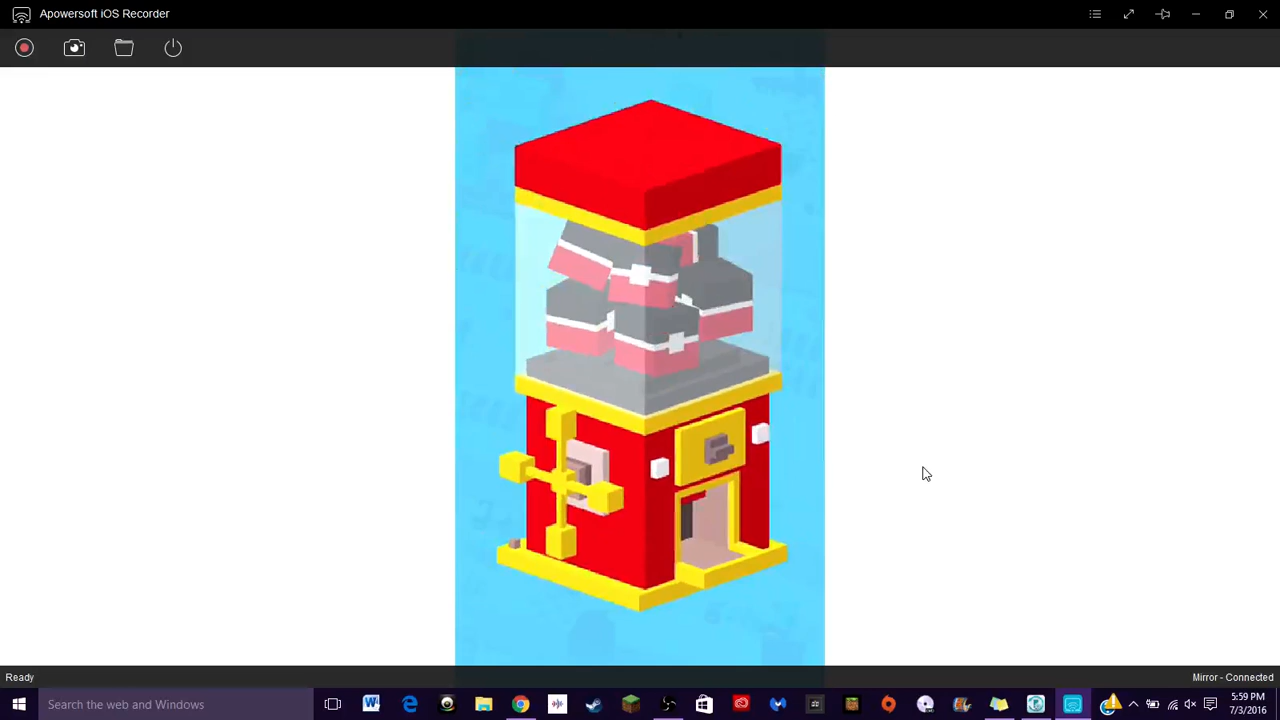 Apowersoft iOS Recorder
Ready
Mirror - Connected
Search the web and Windows
5:59 PM
7/3/2016